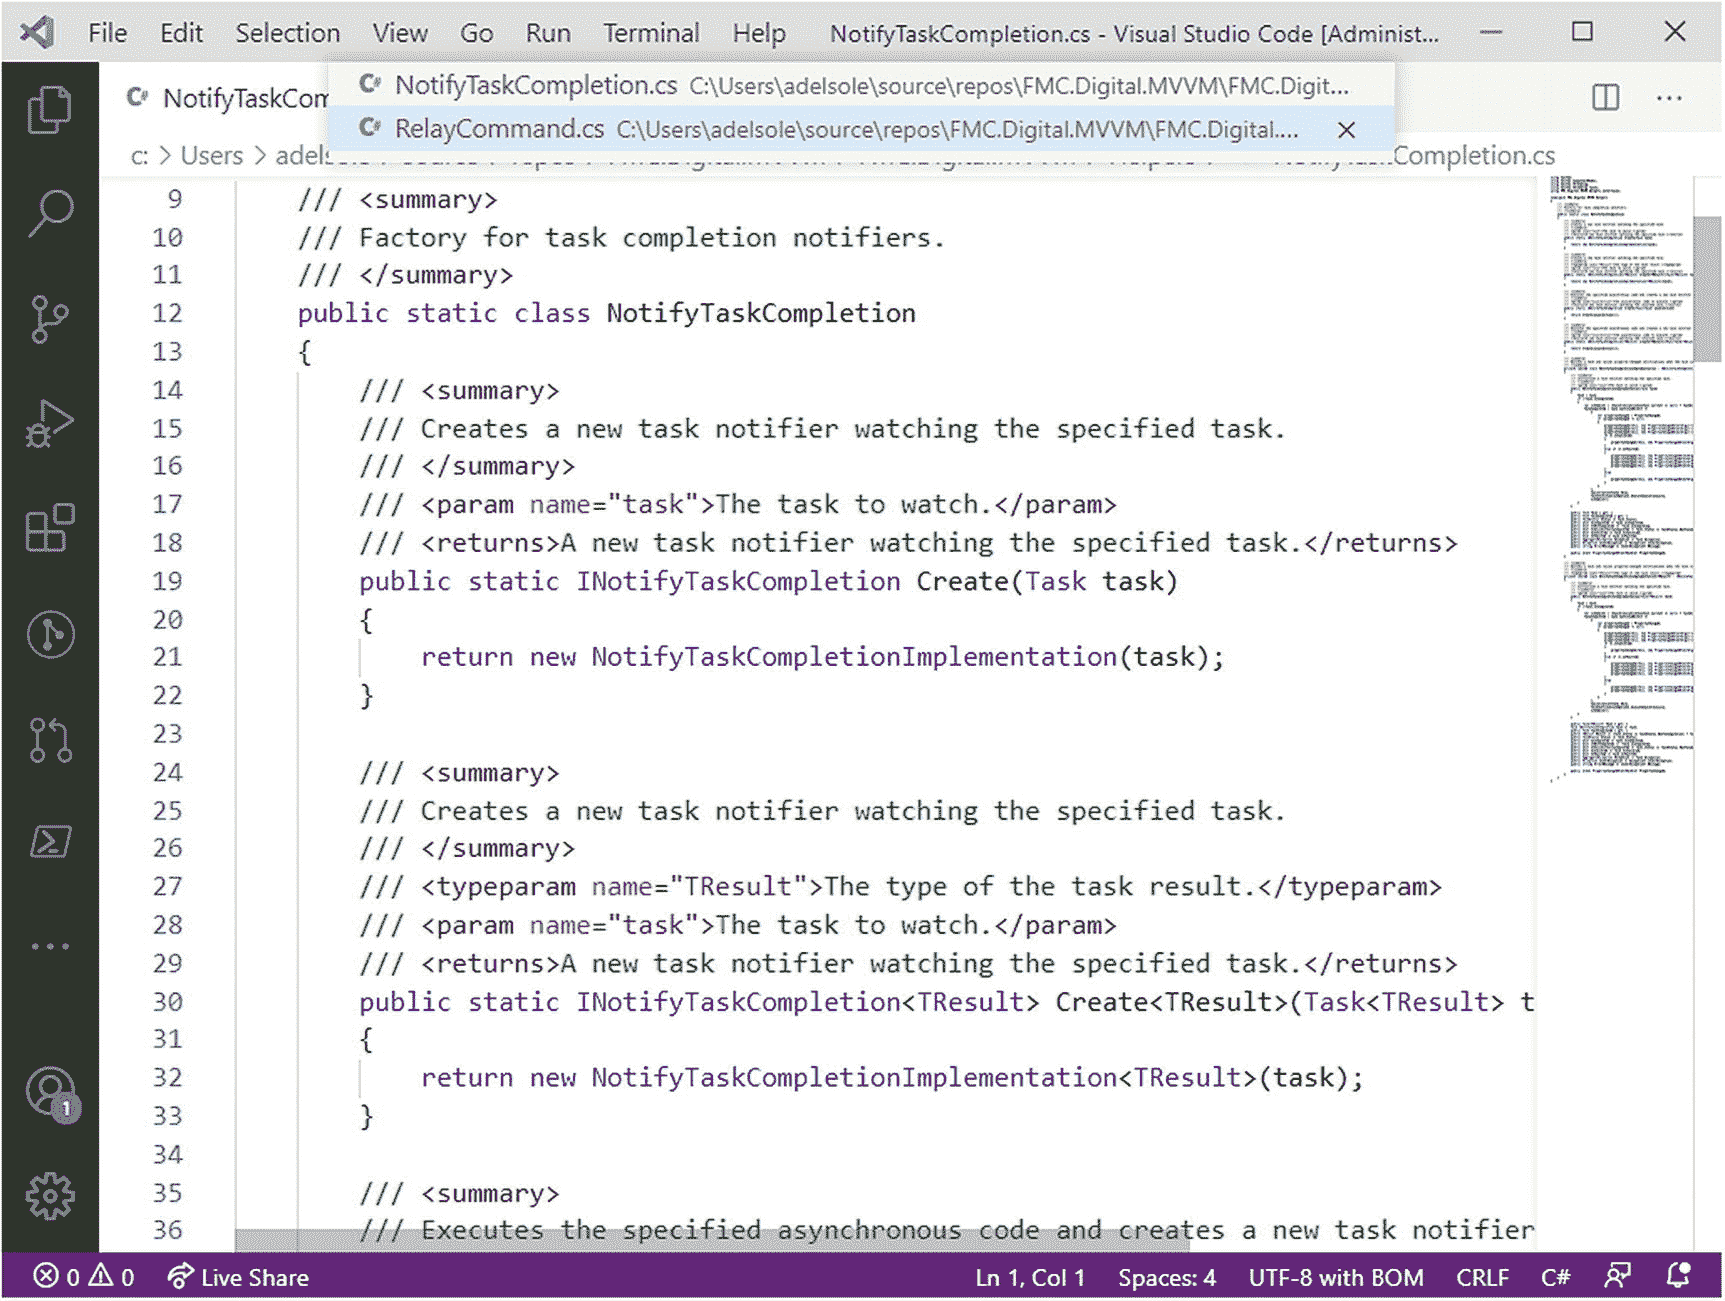 File Edit Selection View Go Run Terminal Help NotifyTaskCompletion.cs - Visual Studio Code [Administ...
NotifyTaskCom
C# NotifyTaskCompletion.cs C:\Users\adelsole\source\repos\FMC.Digital.MVVM\FMC.Digit...
C# RelayCommand.cs C:\Users\adelsole\source\repos\FMC.Digital.MVVM\FMC.Digital....
c: > Users > Completion.cs
9 /// <summary>
10 /// Factory for task completion notifiers.
11 /// </summary>
12 public static class NotifyTaskCompletion
13 {
14 /// <summary>
15 /// Creates a new task notifier watching the specified task.
16 /// </summary>
17 /// <param name="task">The task to watch.</param>
18 /// <returns>A new task notifier watching the specified task.</returns>
19 public static INotifyTaskCompletion Create(Task task)
20 {
21 return new NotifyTaskCompletionImplementation(task);
22 }
23
24 /// <summary>
25 /// Creates a new task notifier watching the specified task.
26 /// </summary>
27 /// <typeparam name="TResult">The type of the task result.</typeparam>
28 /// <param name="task">The task to watch.</param>
29 /// <returns>A new task notifier watching the specified task.</returns>
30 public static INotifyTaskCompletion<TResult> Create<TResult>(Task<TResult> t
31 {
32 return new NotifyTaskCompletionImplementation<TResult>(task);
33 }
34
35 /// <summary>
36 /// Executes the specified asynchronous code and creates a new task notifier
1
0 0 Live Share Ln 1, Col 1 Spaces: 4 UTF-8 with BOM CRLF C#